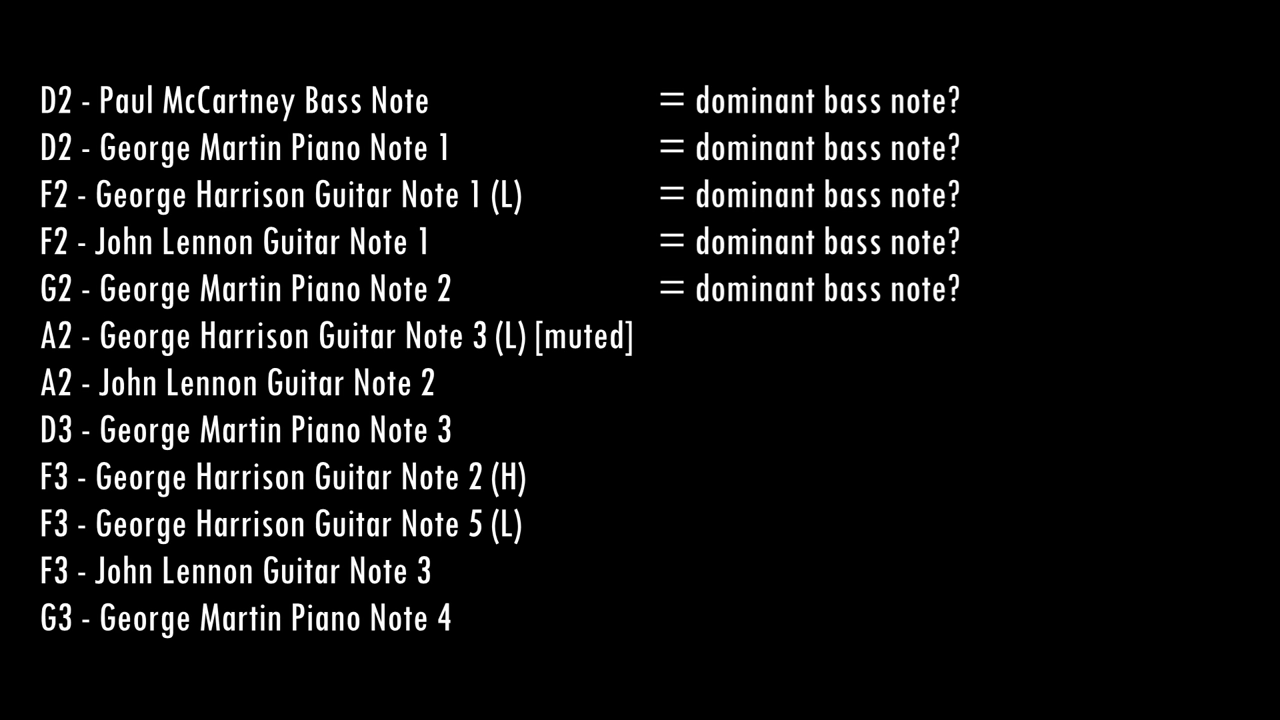 D2 - Paul McCartney Bass Note = dominant bass note?
D2 - George Martin Piano Note 1 = dominant bass note?
F2 - George Harrison Guitar Note 1 (L) = dominant bass note?
F2 - John Lennon Guitar Note 1 = dominant bass note?
G2 - George Martin Piano Note 2 = dominant bass note?
A2 - George Harrison Guitar Note 3 (L) [muted]
A2 - John Lennon Guitar Note 2
D3 - George Martin Piano Note 3
F3 - George Harrison Guitar Note 2 (H)
F3 - George Harrison Guitar Note 5 (L)
F3 - John Lennon Guitar Note 3
G3 - George Martin Piano Note 4